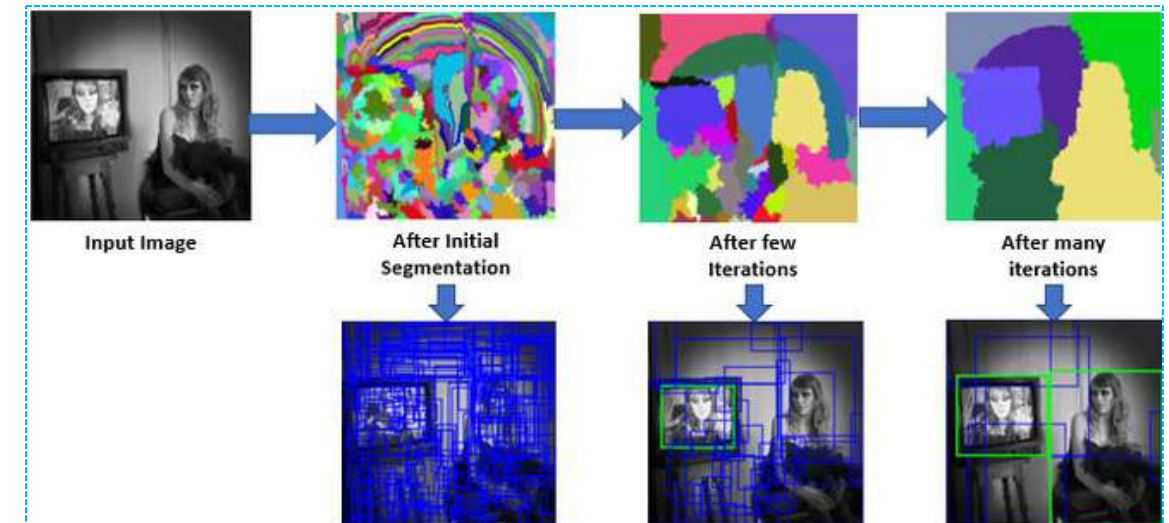 Input Image
After Initial
Segmentation
After few
Iterations
After many
iterations